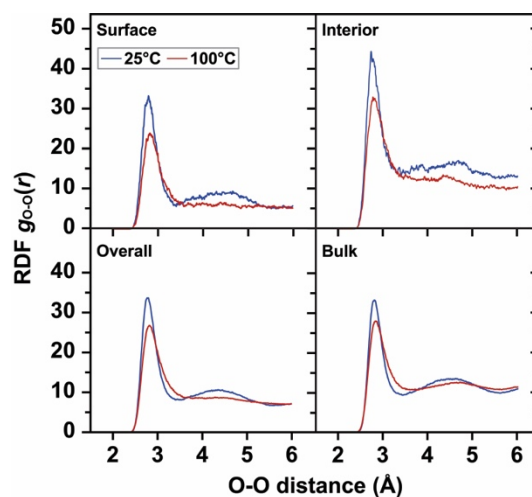 Surface
Interior
25°C 100°C
50
40
30
20
10
0
Overall
Bulk
40
30
20
10
0
2 3 4 5 6 2 3 4 5 6
RDF gO-O(r)
O-O distance (Å)